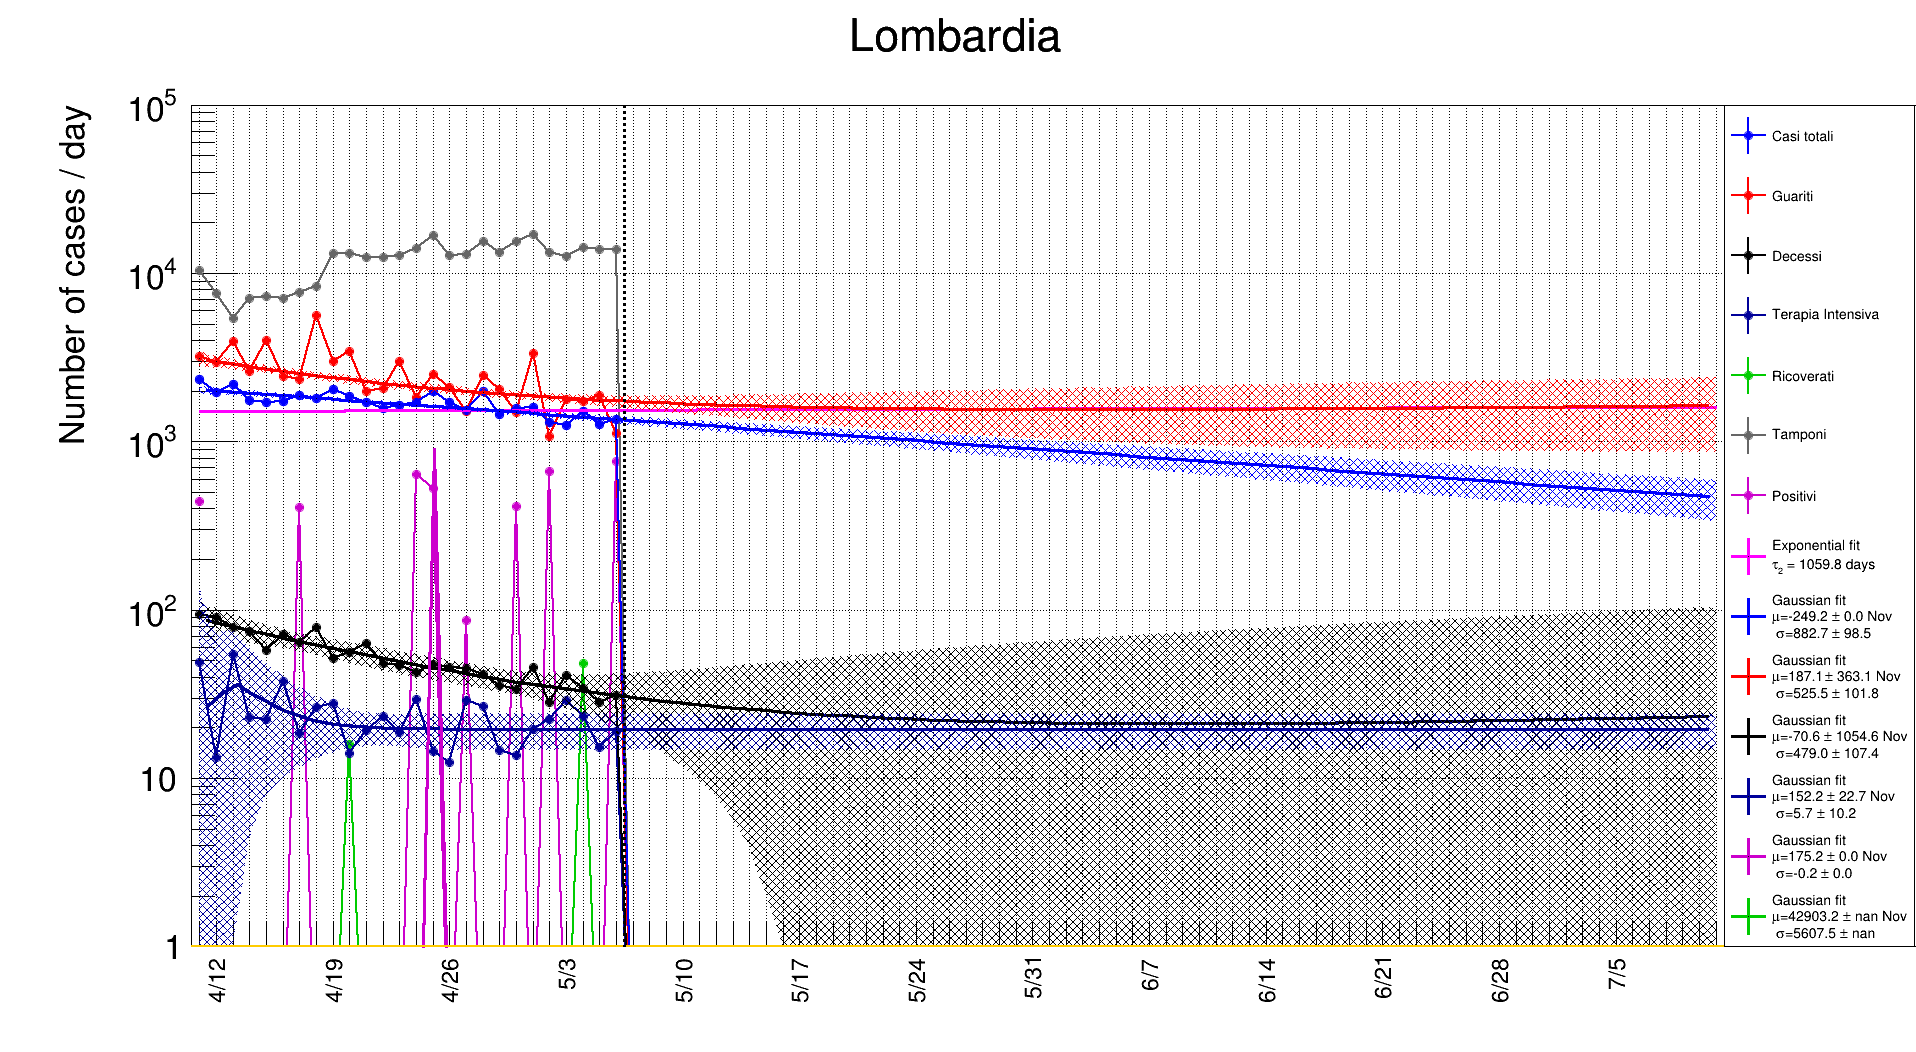 Lombardia
Number of cases / day
10^5
10^4
10^3
10^2
10
1
4/12
4/19
4/26
5/3
5/10
5/17
5/24
5/31
6/7
6/14
6/21
6/28
7/5
Casi totali
Guariti
Decessi
Terapia Intensiva
Ricoverati
Tamponi
Positivi
Exponential fit
τ₂ = 1059.8 days
Gaussian fit
μ=-249.2 ± 0.0 Nov
σ=882.7 ± 98.5
Gaussian fit
μ=187.1 ± 363.1 Nov
σ=525.5 ± 101.8
Gaussian fit
μ=-70.6 ± 1054.6 Nov
σ=479.0 ± 107.4
Gaussian fit
μ=152.2 ± 22.7 Nov
σ=5.7 ± 10.2
Gaussian fit
μ=175.2 ± 0.0 Nov
σ=-0.2 ± 0.0
Gaussian fit
μ=42903.2 ± nan Nov
σ=5607.5 ± nan